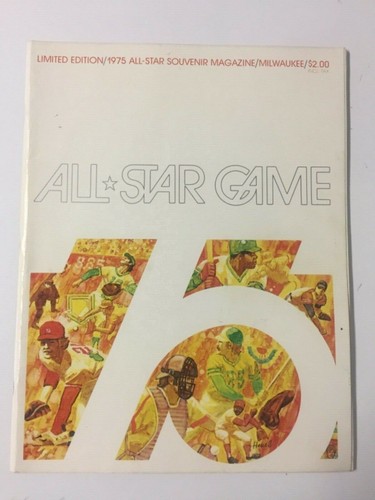 LIMITED EDITION/1975 ALL-STAR SOUVENIR MAGAZINE/MILWAUKEE/$2.00
ALL☆STAR GAME
75